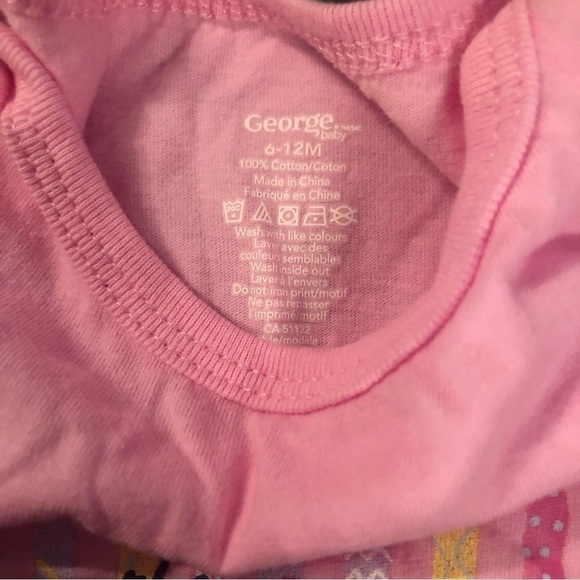 George
baby
6-12M
100% Cotton/Coton
Made in China
Fabriqué en Chine
Wash with like colours
Laver avec des
couleurs semblables
Wash inside out
Laver à l'envers
Do not iron print/motif
Ne pas repasser
l'imprimé/motif
CA 51122
/modèle